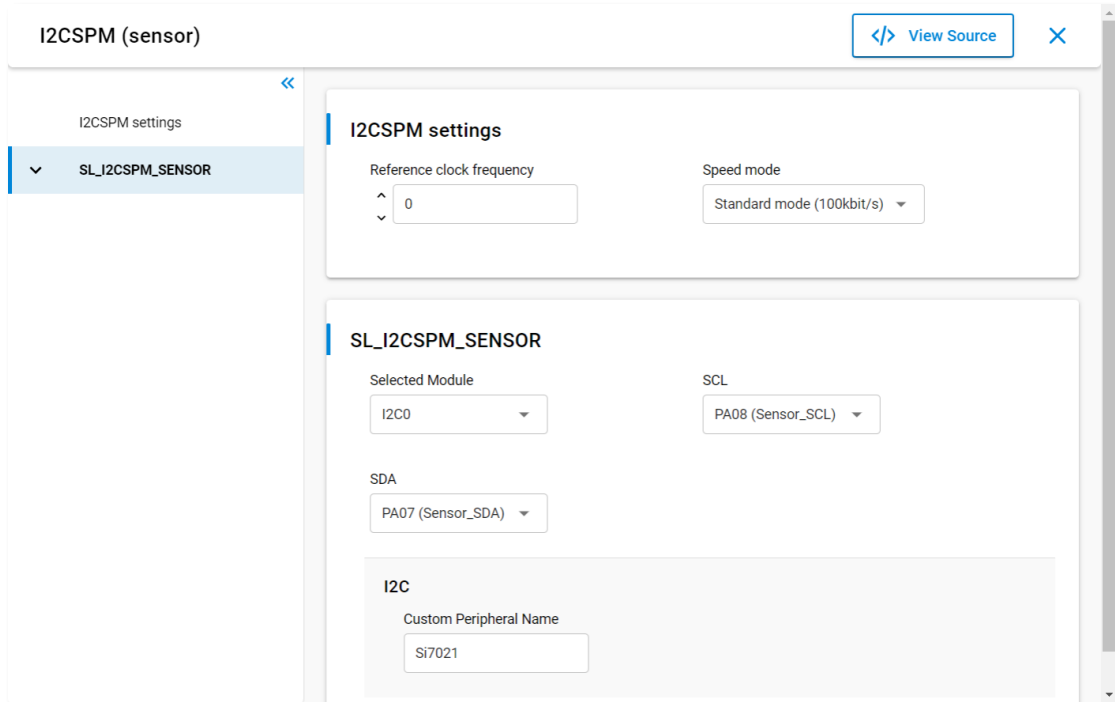 I2CSPM (sensor)
</> View Source
I2CSPM settings
SL_I2CSPM_SENSOR
I2CSPM settings
Reference clock frequency
0
Speed mode
Standard mode (100kbit/s)
SL_I2CSPM_SENSOR
Selected Module
I2C0
SCL
PA08 (Sensor_SCL)
SDA
PA07 (Sensor_SDA)
I2C
Custom Peripheral Name
Si7021